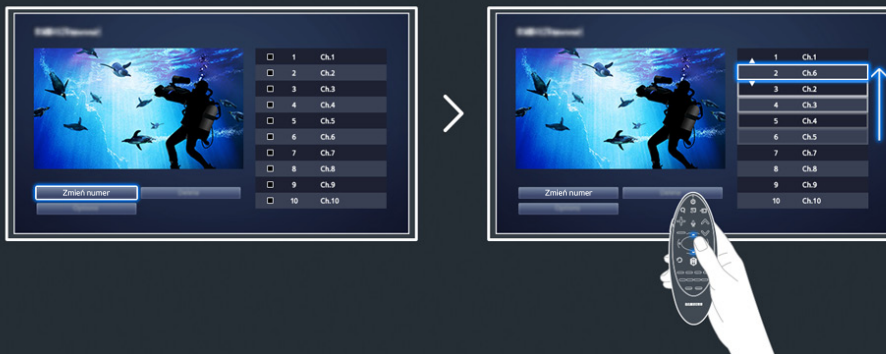 1 Ch.1
2 Ch.2
3 Ch.3
4 Ch.4
5 Ch.5
6 Ch.6
7 Ch.7
8 Ch.8
9 Ch.9
10 Ch.10
Zmień numer
1 Ch.1
2 Ch.6
3 Ch.2
4 Ch.3
5 Ch.4
6 Ch.5
7 Ch.7
8 Ch.8
9 Ch.9
10 Ch.10
Zmień numer
SAMSUNG